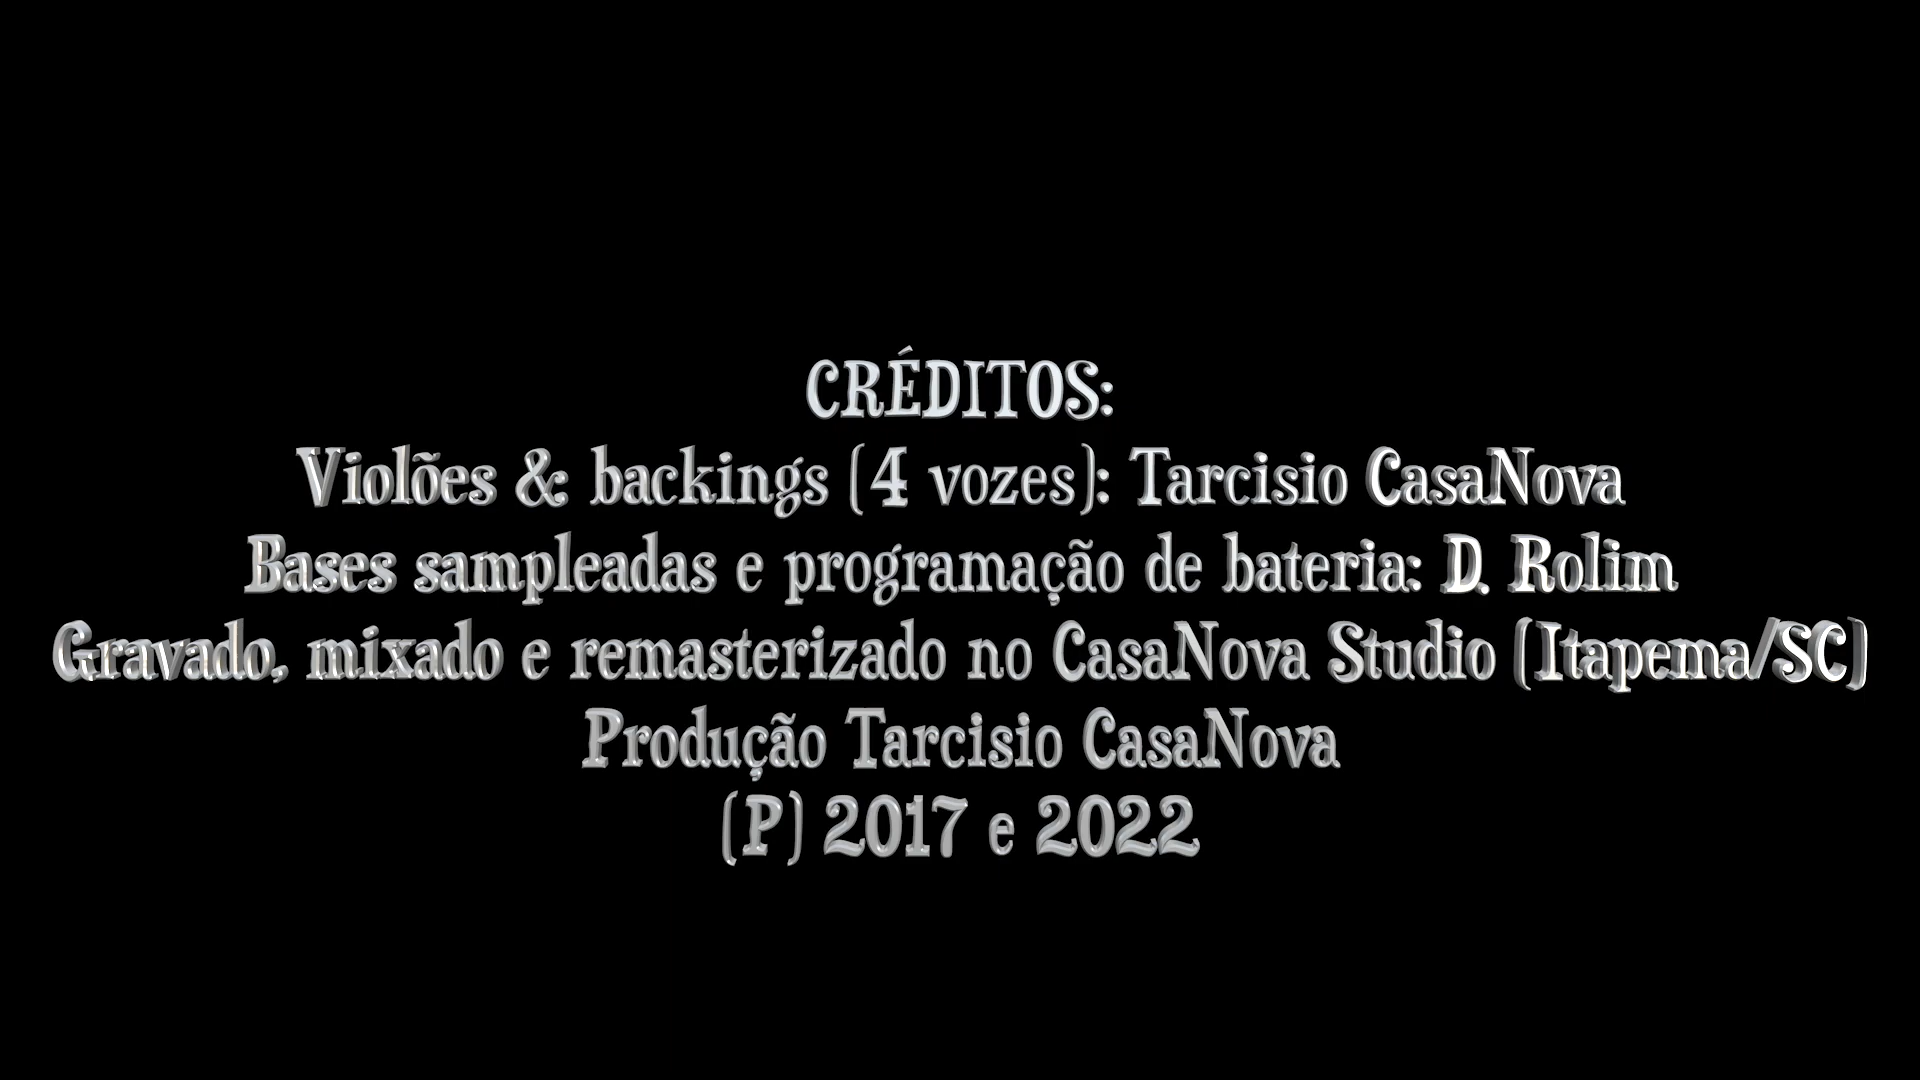 CRÉDITOS:
Violões & backings (4 vozes): Tarcisio CasaNova
Bases sampleadas e programação de bateria: D. Rolim
Gravado, mixado e remasterizado no CasaNova Studio (Itapema/SC)
Produção Tarcisio CasaNova
(P) 2017 e 2022